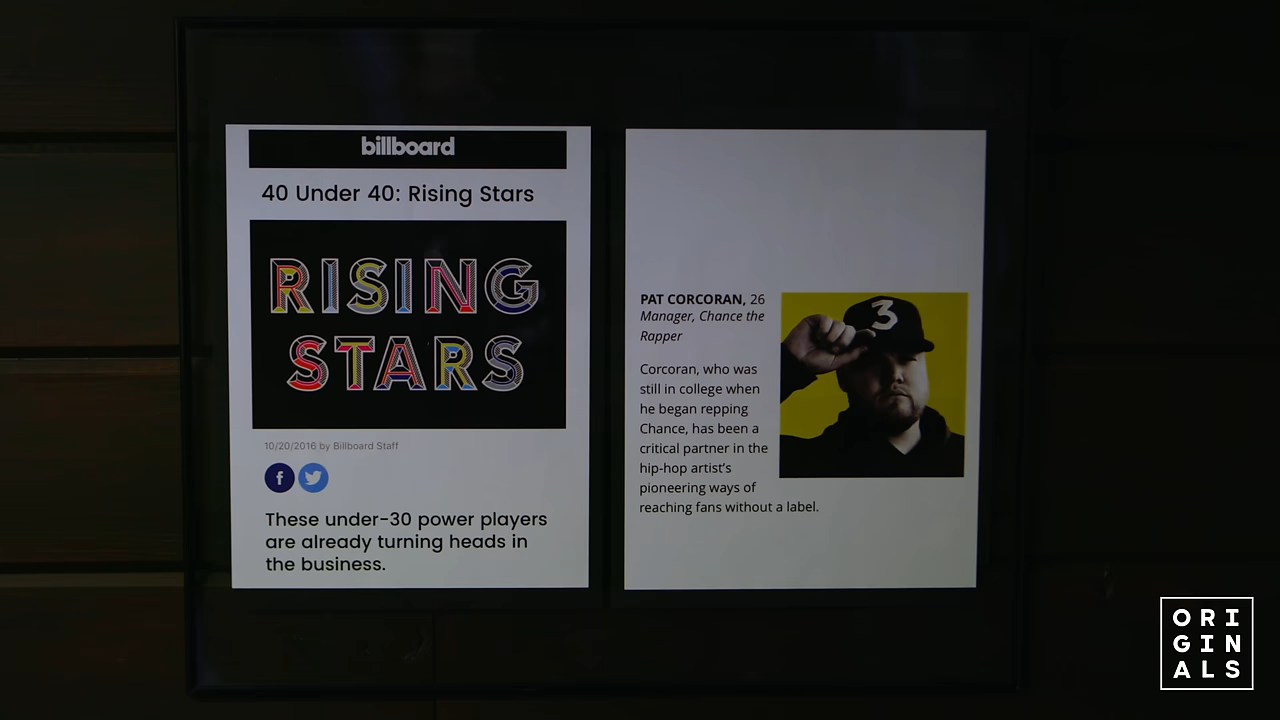 billboard
40 Under 40: Rising Stars
RISING
STARS
10/20/2016 by Billboard Staff
f
These under-30 power players
are already turning heads in
the business.
PAT CORCORAN, 26
Manager, Chance the
Rapper
Corcoran, who was
still in college when
he began repping
Chance, has been a
critical partner in the
hip-hop artist's
pioneering ways of
reaching fans without a label.
3
ORI
GIN
ALS